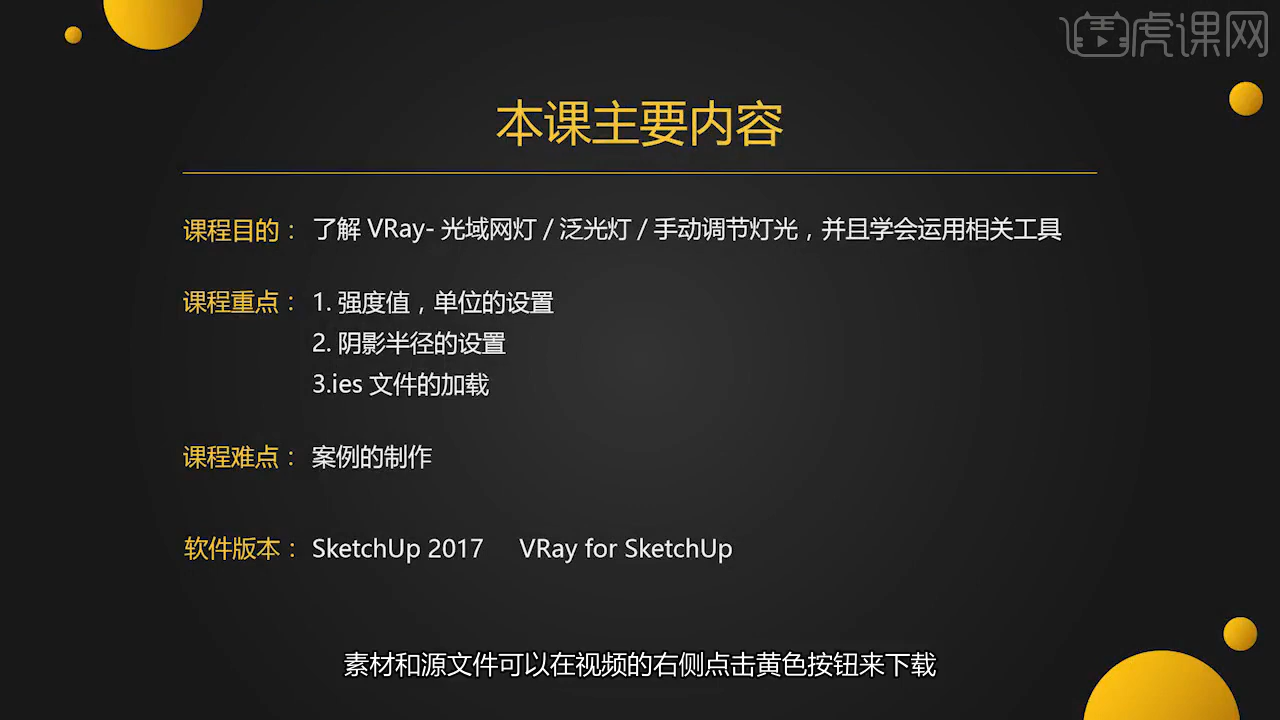 虎课网
本课主要内容
课程目的： 了解 VRay- 光域网灯 / 泛光灯 / 手动调节灯光，并且学会运用相关工具
课程重点： 1. 强度值，单位的设置
2. 阴影半径的设置
3.ies 文件的加载
课程难点： 案例的制作
软件版本： SketchUp 2017 VRay for SketchUp
素材和源文件可以在视频的右侧点击黄色按钮来下载